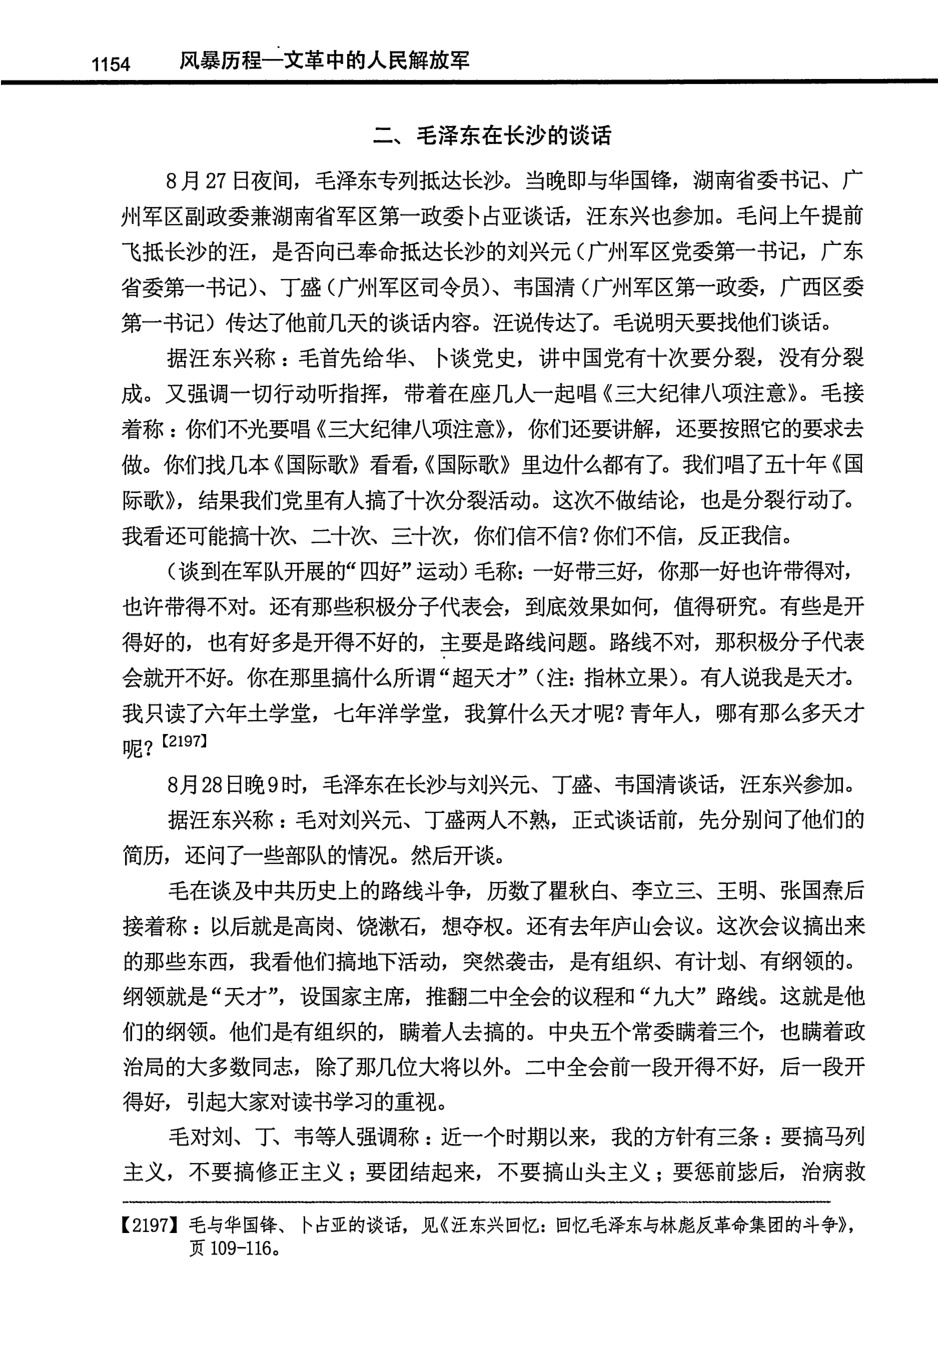 1154 风暴历程—文革中的人民解放军
二、毛泽东在长沙的谈话
8月27日夜间，毛泽东专列抵达长沙。当晚即与华国锋，湖南省委书记、广
州军区副政委兼湖南省军区第一政委卜占亚谈话，汪东兴也参加。毛问上午提前
飞抵长沙的汪，是否向已奉命抵达长沙的刘兴元（广州军区党委第一书记，广东
省委第一书记）、丁盛（广州军区司令员）、韦国清（广州军区第一政委，广西区委
第一书记）传达了他前几天的谈话内容。汪说传达了。毛说明天要找他们谈话。
据汪东兴称：毛首先给华、卜谈党史，讲中国党有十次要分裂，没有分裂
成。又强调一切行动听指挥，带着在座几人一起唱《三大纪律八项注意》。毛接
着称：你们不光要唱《三大纪律八项注意》，你们还要讲解，还要按照它的要求去
做。你们找几本《国际歌》看看，《国际歌》里边什么都有了。我们唱了五十年《国
际歌》，结果我们党里有人搞了十次分裂活动。这次不做结论，也是分裂行动了。
我看还可能搞十次、二十次、三十次，你们信不信？你们不信，反正我信。
（谈到在军队开展的“四好”运动）毛称：一好带三好，你那一好也许带得对，
也许带得不对。还有那些积极分子代表会，到底效果如何，值得研究。有些是开
得好的，也有好多是开得不好的，主要是路线问题。路线不对，那积极分子代表
会就开不好。你在那里搞什么所谓“超天才”（注：指林立果）。有人说我是天才。
我只读了六年土学堂，七年洋学堂，我算什么天才呢？青年人，哪有那么多天才
呢？【2197】
8月28日晚9时，毛泽东在长沙与刘兴元、丁盛、韦国清谈话，汪东兴参加。
据汪东兴称：毛对刘兴元、丁盛两人不熟，正式谈话前，先分别问了他们的
简历，还问了一些部队的情况。然后开谈。
毛在谈及中共历史上的路线斗争，历数了瞿秋白、李立三、王明、张国焘后
接着称：以后就是高岗、饶漱石，想夺权。还有去年庐山会议。这次会议搞出来
的那些东西，我看他们搞地下活动，突然袭击，是有组织、有计划、有纲领的。
纲领就是“天才”，设国家主席，推翻二中全会的议程和“九大”路线。这就是他
们的纲领。他们是有组织的，瞒着人去搞的。中央五个常委瞒着三个，也瞒着政
治局的大多数同志，除了那几位大将以外。二中全会前一段开得不好，后一段开
得好，引起大家对读书学习的重视。
毛对刘、丁、韦等人强调称：近一个时期以来，我的方针有三条：要搞马列
主义，不要搞修正主义；要团结起来，不要搞山头主义；要惩前毖后，治病救
【2197】毛与华国锋、卜占亚的谈话，见《汪东兴回忆：回忆毛泽东与林彪反革命集团的斗争》，
页109-116。